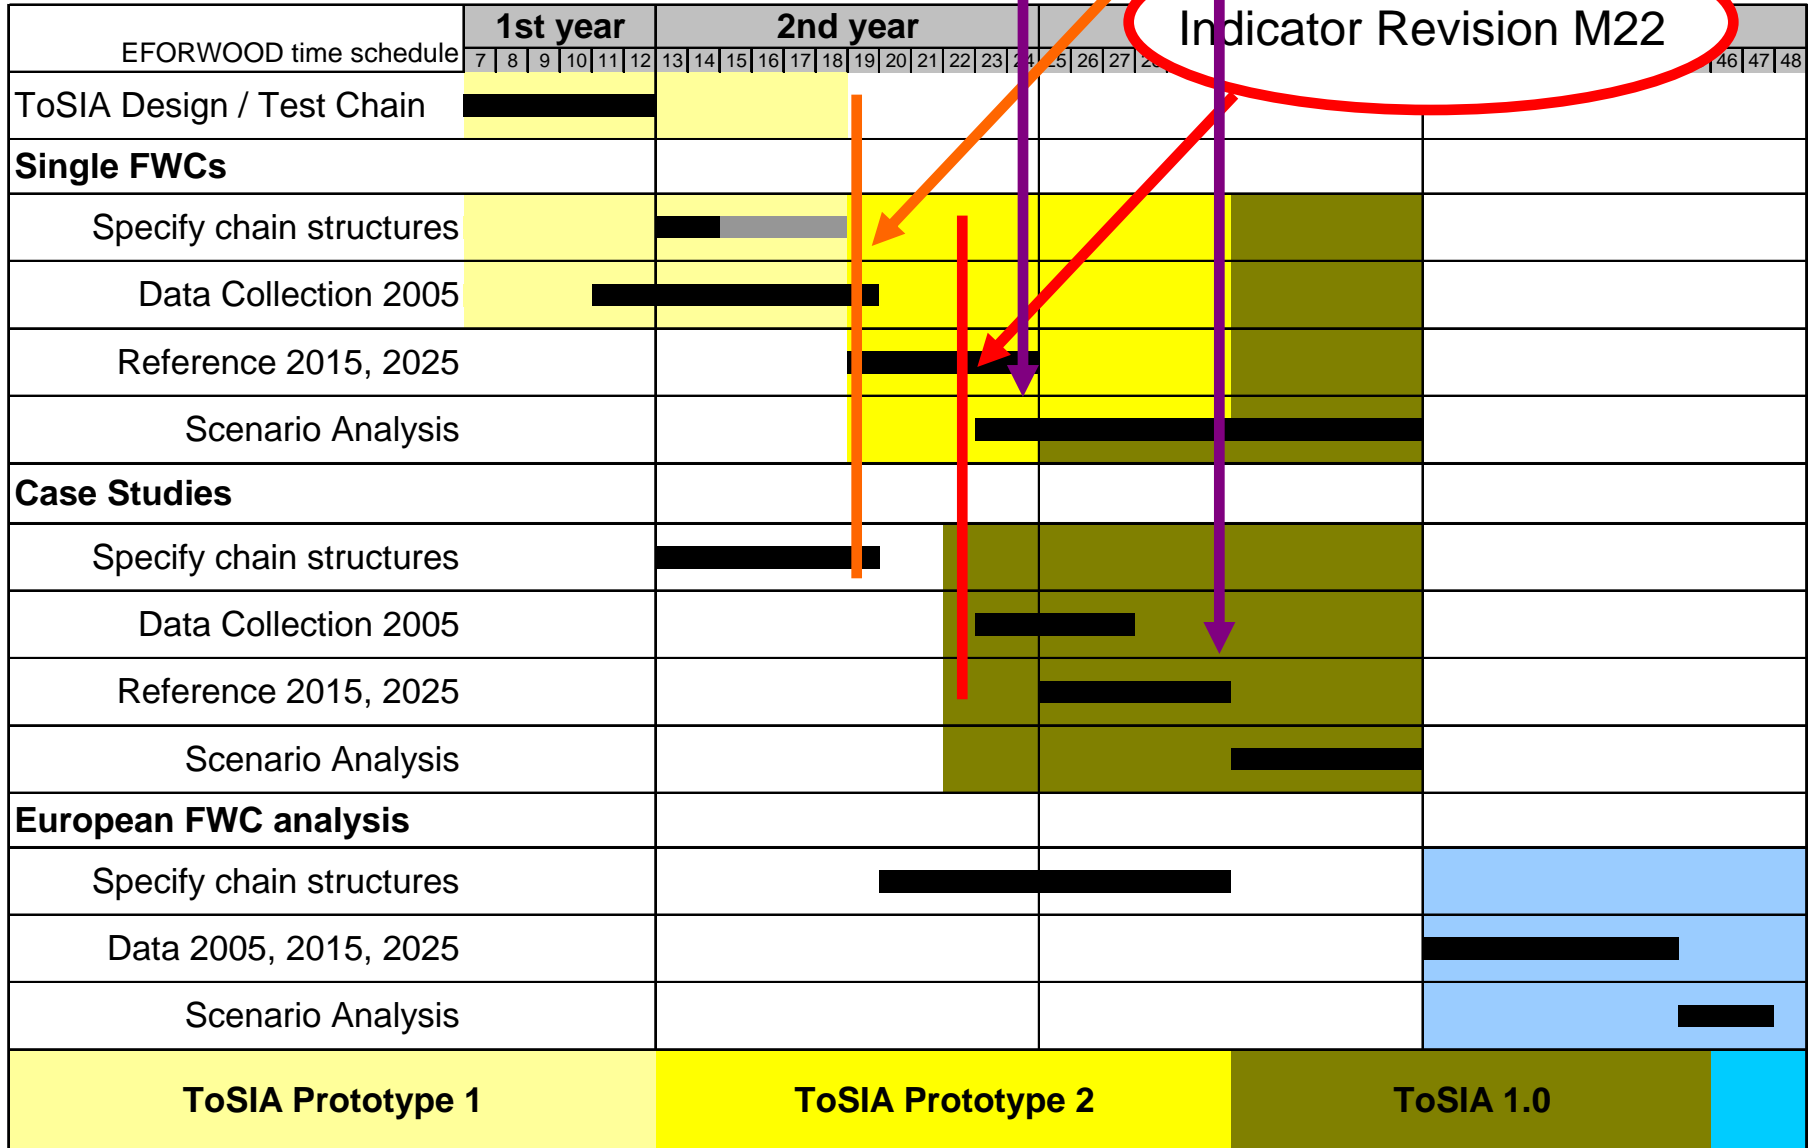 Indicator Revision M22
1st year 2nd year
EFORWOOD time schedule 7 8 9 10 11 12 13 14 15 16 17 18 19 20 21 22 23 24 25 26 27 28 46 47 48
ToSIA Design / Test Chain
Single FWCs
Specify chain structures
Data Collection 2005
Reference 2015, 2025
Scenario Analysis
Case Studies
Specify chain structures
Data Collection 2005
Reference 2015, 2025
Scenario Analysis
European FWC analysis
Specify chain structures
Data 2005, 2015, 2025
Scenario Analysis
ToSIA Prototype 1 ToSIA Prototype 2 ToSIA 1.0